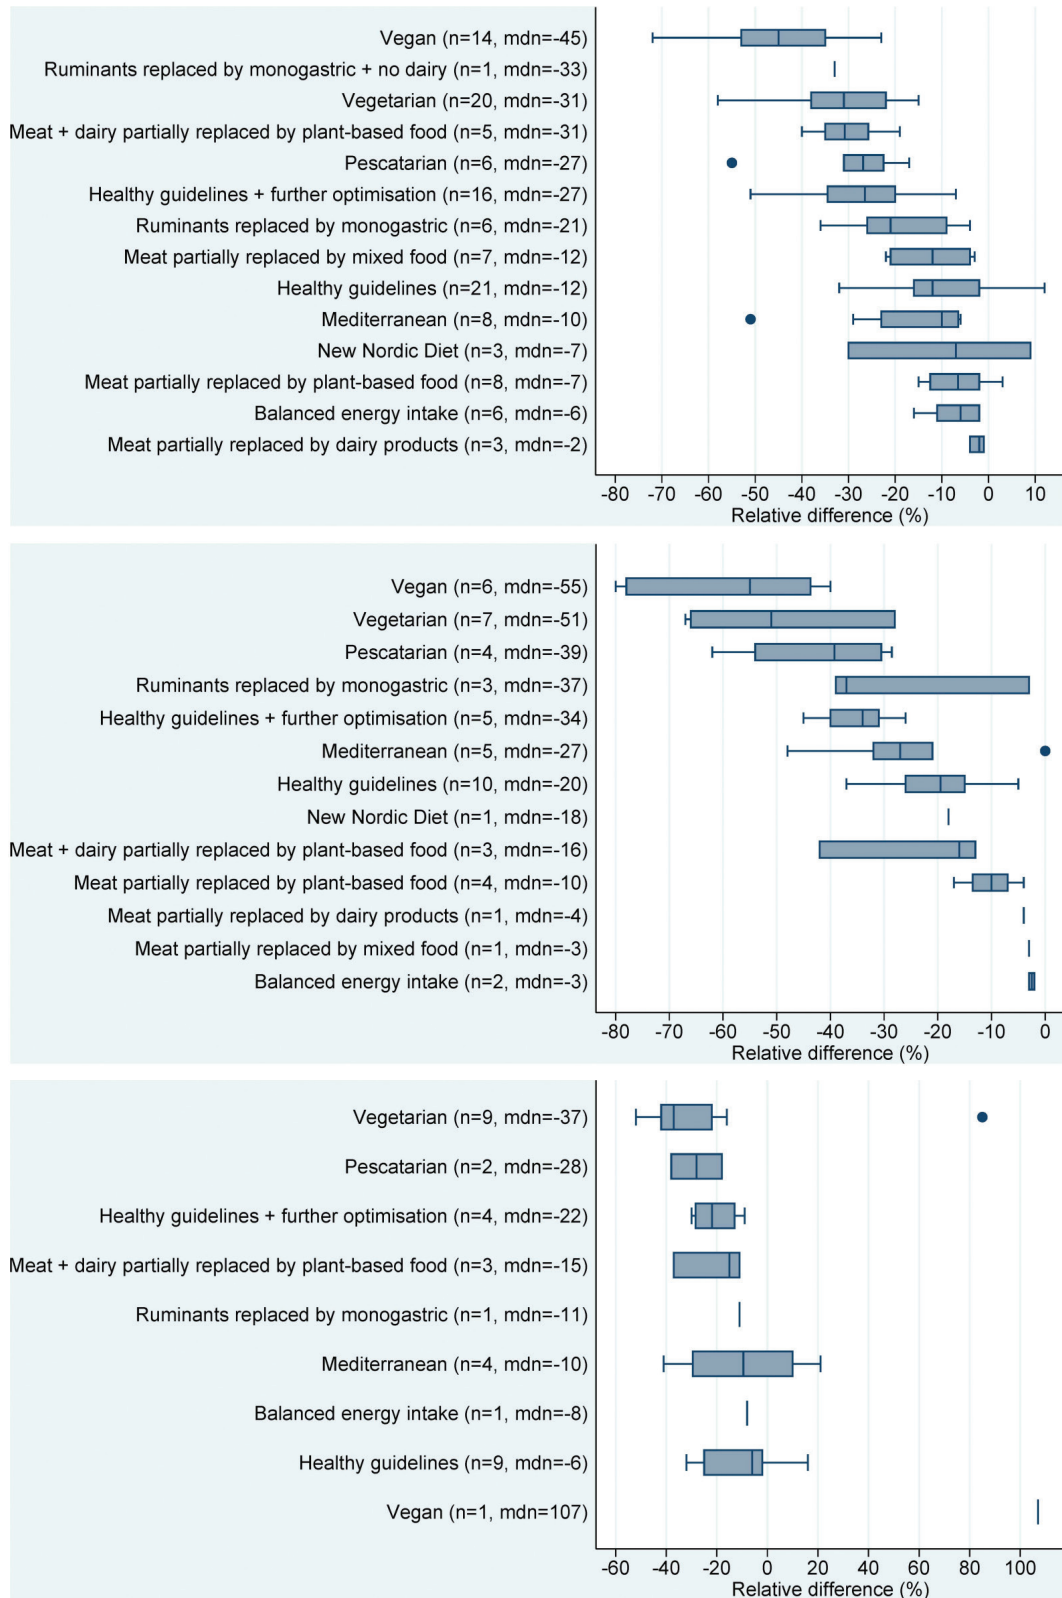 Vegan (n=14, mdn=-45)
Ruminants replaced by monogastric + no dairy (n=1, mdn=-33)
Vegetarian (n=20, mdn=-31)
Meat + dairy partially replaced by plant-based food (n=5, mdn=-31)
Pescatarian (n=6, mdn=-27)
Healthy guidelines + further optimisation (n=16, mdn=-27)
Ruminants replaced by monogastric (n=6, mdn=-21)
Meat partially replaced by mixed food (n=7, mdn=-12)
Healthy guidelines (n=21, mdn=-12)
Mediterranean (n=8, mdn=-10)
New Nordic Diet (n=3, mdn=-7)
Meat partially replaced by plant-based food (n=8, mdn=-7)
Balanced energy intake (n=6, mdn=-6)
Meat partially replaced by dairy products (n=3, mdn=-2)
-80 -70 -60 -50 -40 -30 -20 -10 0 10
Relative difference (%)
Vegan (n=6, mdn=-55)
Vegetarian (n=7, mdn=-51)
Pescatarian (n=4, mdn=-39)
Ruminants replaced by monogastric (n=3, mdn=-37)
Healthy guidelines + further optimisation (n=5, mdn=-34)
Mediterranean (n=5, mdn=-27)
Healthy guidelines (n=10, mdn=-20)
New Nordic Diet (n=1, mdn=-18)
Meat + dairy partially replaced by plant-based food (n=3, mdn=-16)
Meat partially replaced by plant-based food (n=4, mdn=-10)
Meat partially replaced by dairy products (n=1, mdn=-4)
Meat partially replaced by mixed food (n=1, mdn=-3)
Balanced energy intake (n=2, mdn=-3)
-80 -70 -60 -50 -40 -30 -20 -10 0
Relative difference (%)
Vegetarian (n=9, mdn=-37)
Pescatarian (n=2, mdn=-28)
Healthy guidelines + further optimisation (n=4, mdn=-22)
Meat + dairy partially replaced by plant-based food (n=3, mdn=-15)
Ruminants replaced by monogastric (n=1, mdn=-11)
Mediterranean (n=4, mdn=-10)
Balanced energy intake (n=1, mdn=-8)
Healthy guidelines (n=9, mdn=-6)
Vegan (n=1, mdn=107)
-60 -40 -20 0 20 40 60 80 100
Relative difference (%)